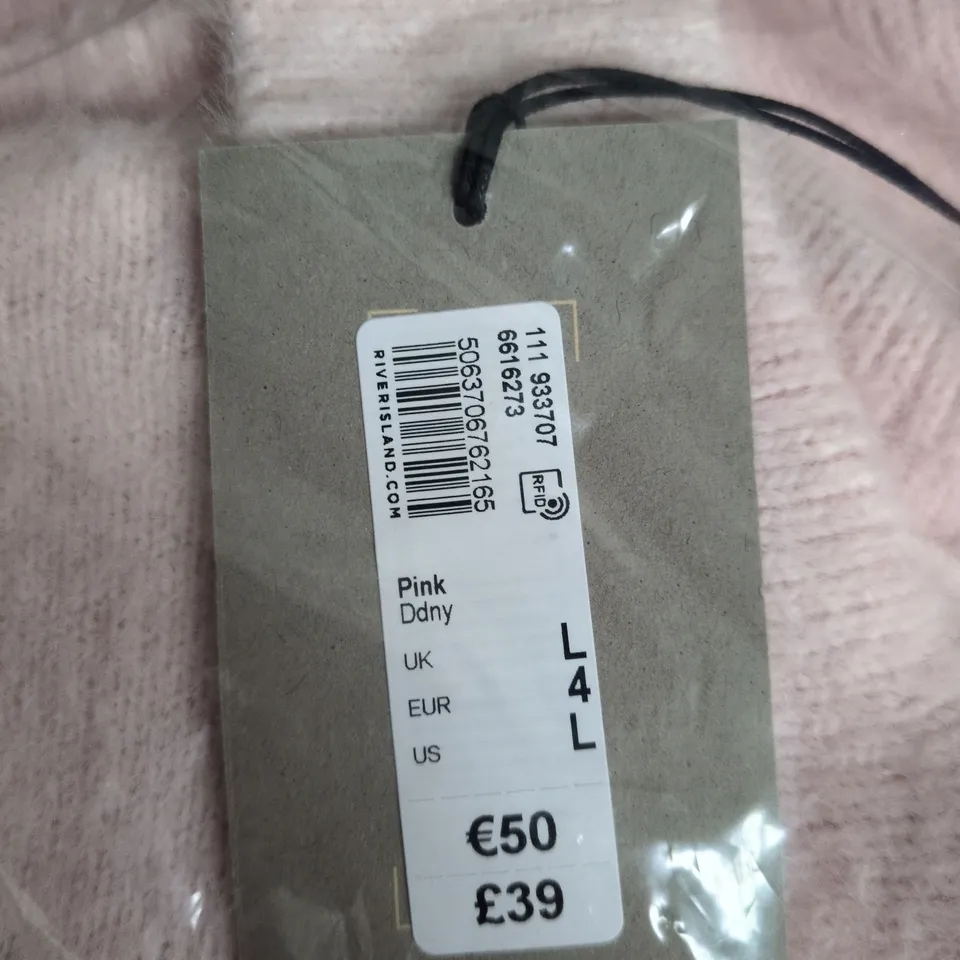 111 933707
6616273
5063706762165
RIVERISLAND.COM
RFID
Pink
Ddny
UK L
EUR 4
US L
€50
£39